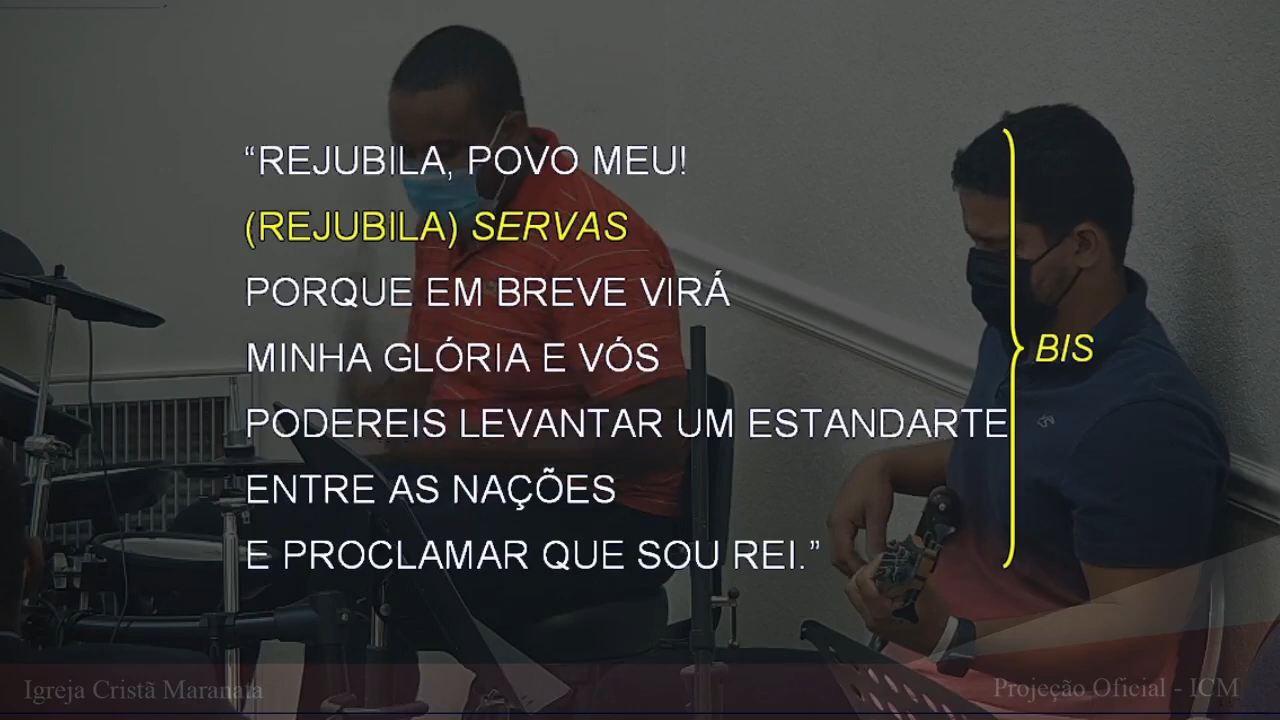 “REJUBILA, POVO MEU!
(REJUBILA) SERVAS
PORQUE EM BREVE VIRÁ
MINHA GLÓRIA E VÓS
PODEREIS LEVANTAR UM ESTANDARTE
ENTRE AS NAÇÕES
E PROCLAMAR QUE SOU REI.”
BIS
Igreja Cristã Maranata
Projeção Oficial - ICM